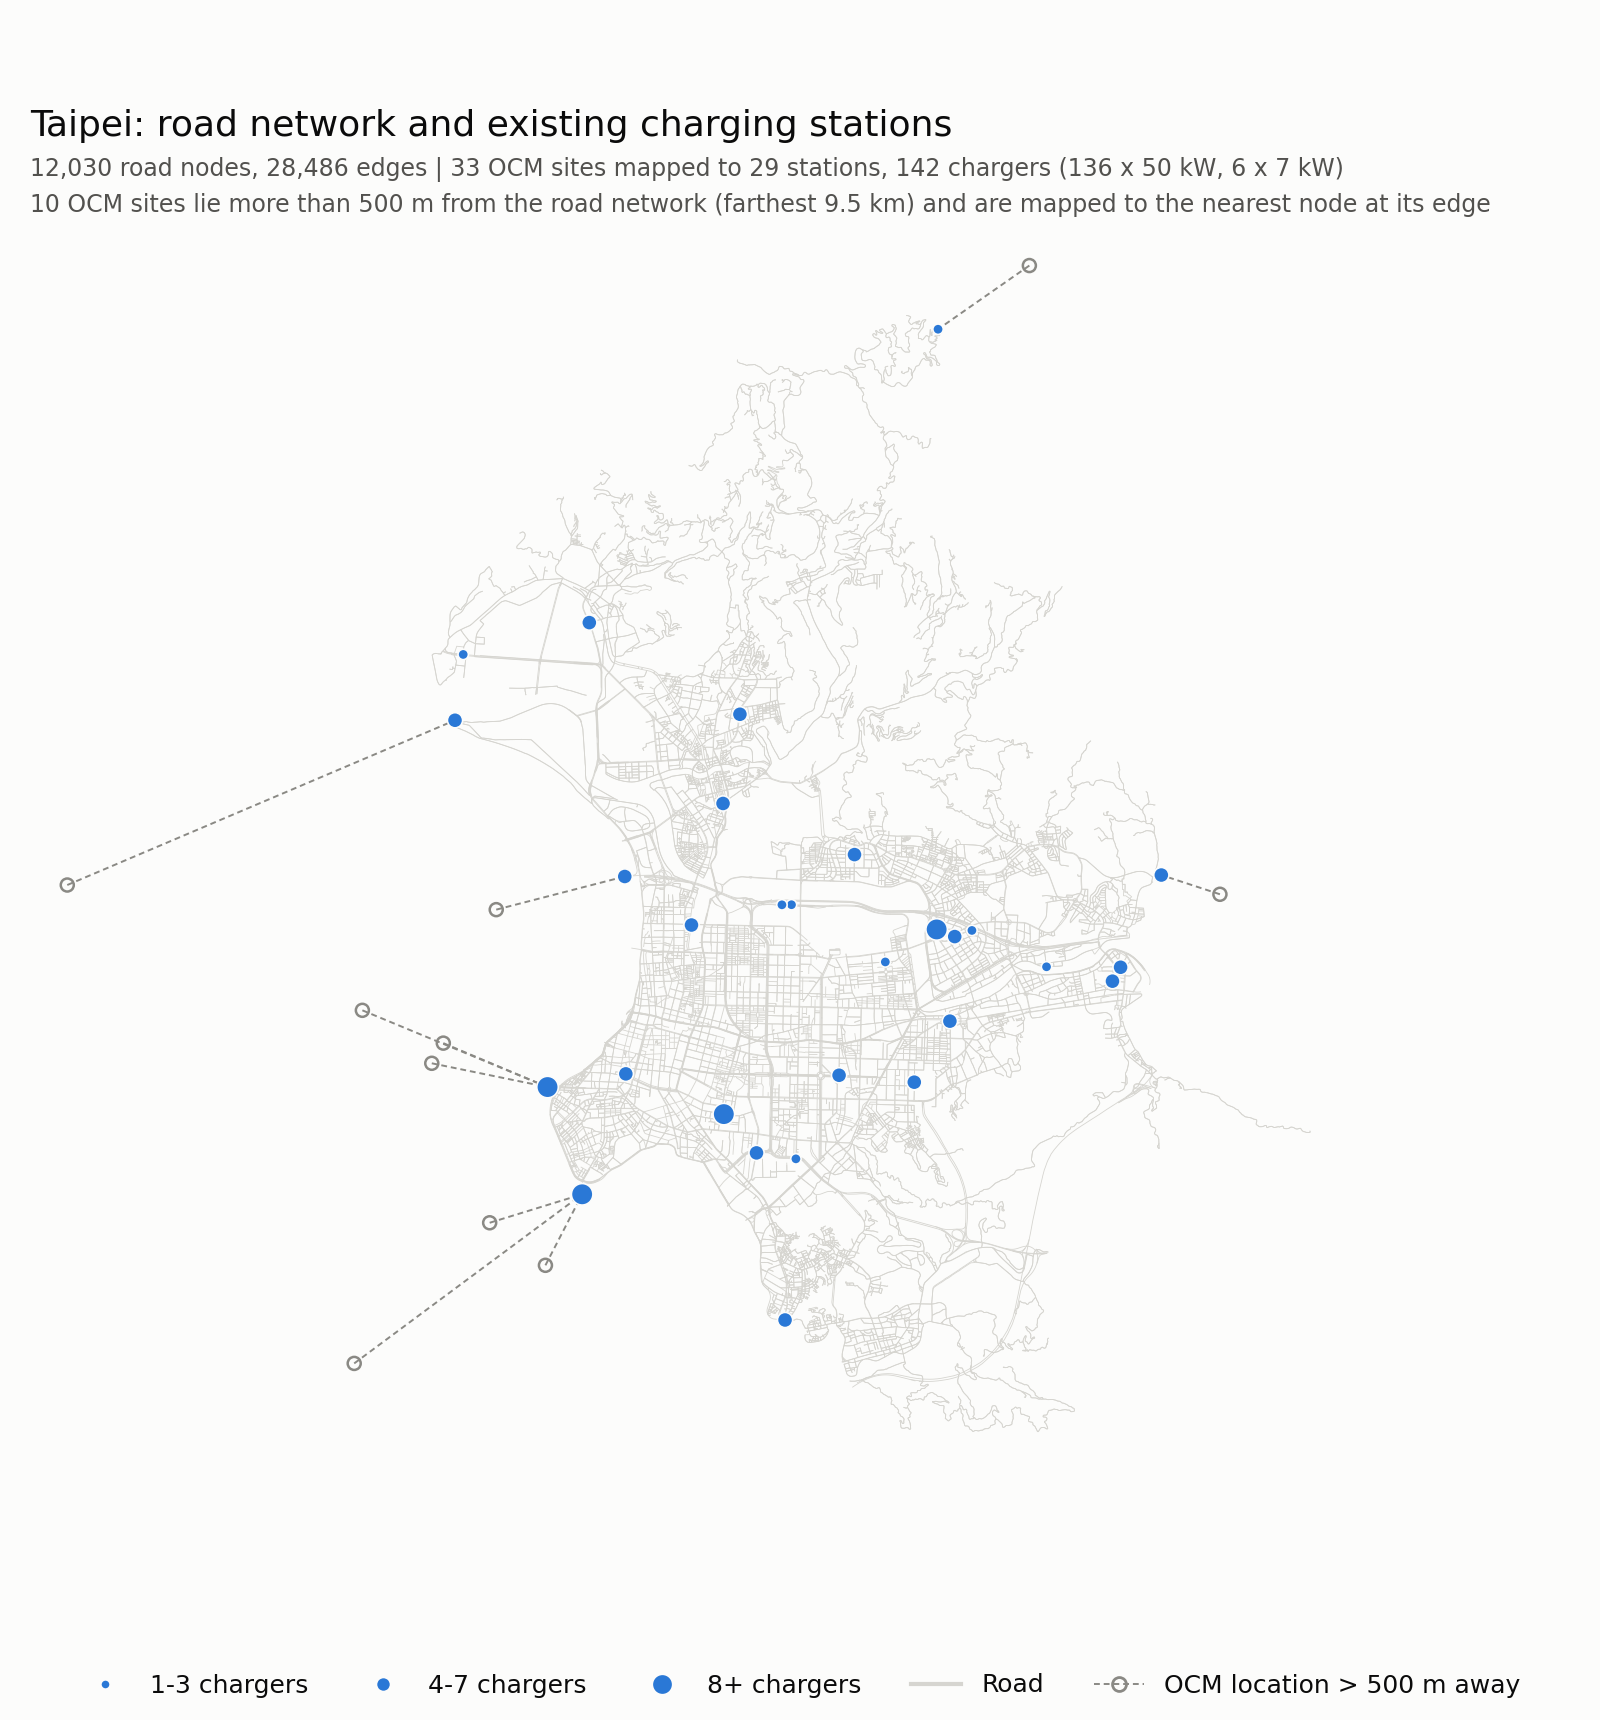 Taipei: road network and existing charging stations
12,030 road nodes, 28,486 edges | 33 OCM sites mapped to 29 stations, 142 chargers (136 x 50 kW, 6 x 7 kW)
10 OCM sites lie more than 500 m from the road network (farthest 9.5 km) and are mapped to the nearest node at its edge
1-3 chargers 4-7 chargers 8+ chargers Road OCM location > 500 m away